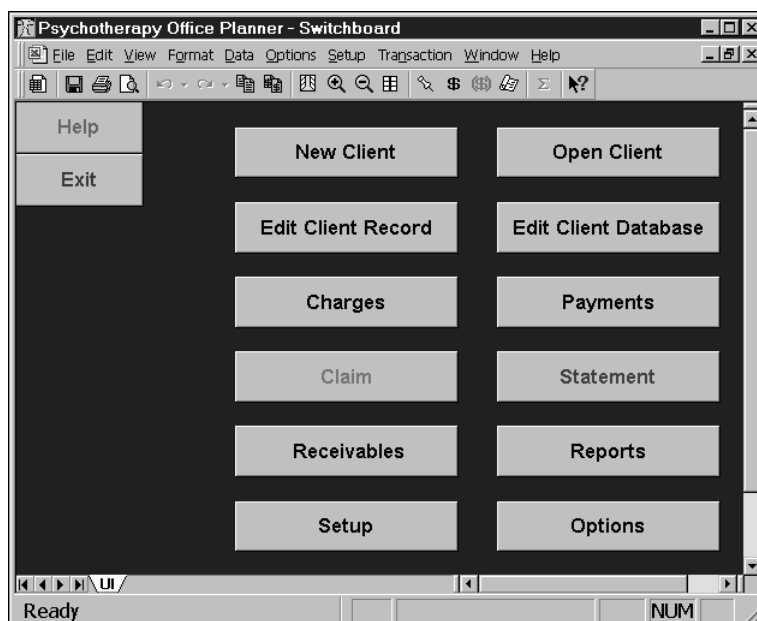 Psychotherapy Office Planner - Switchboard
File Edit View Format Data Options Setup Transaction Window Help
Help
Exit
New Client Open Client
Edit Client Record Edit Client Database
Charges Payments
Claim Statement
Receivables Reports
Setup Options
UI
Ready NUM